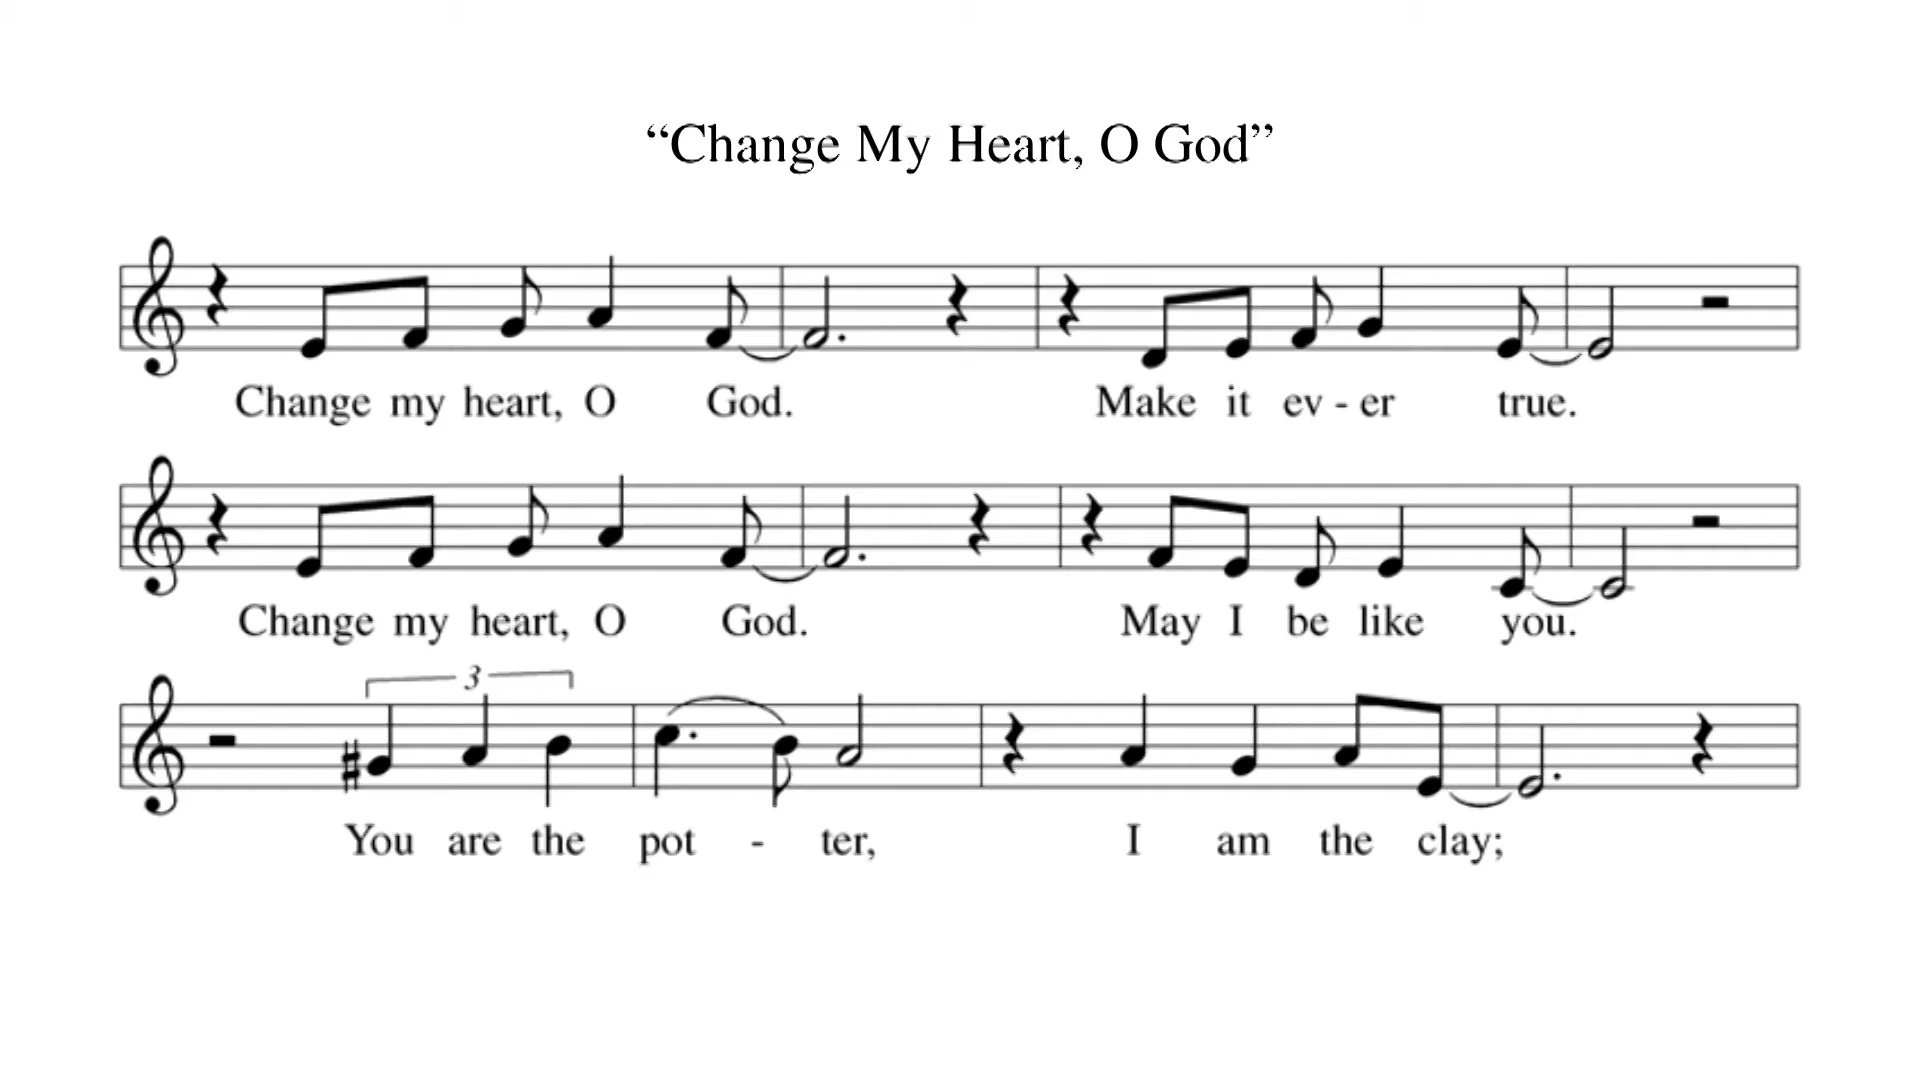 “Change My Heart, O God”
Change my heart, O God. Make it ev - er true.
Change my heart, O God. May I be like you.
3
You are the pot - ter, I am the clay;